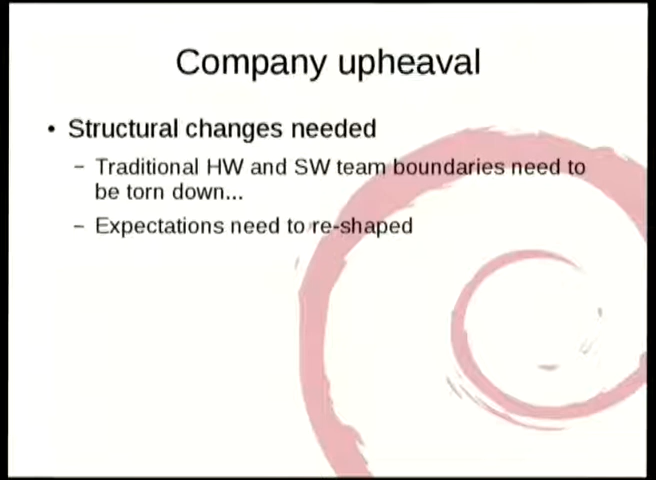 Company upheaval
• Structural changes needed
– Traditional HW and SW team boundaries need to
be torn down...
– Expectations need to re-shaped